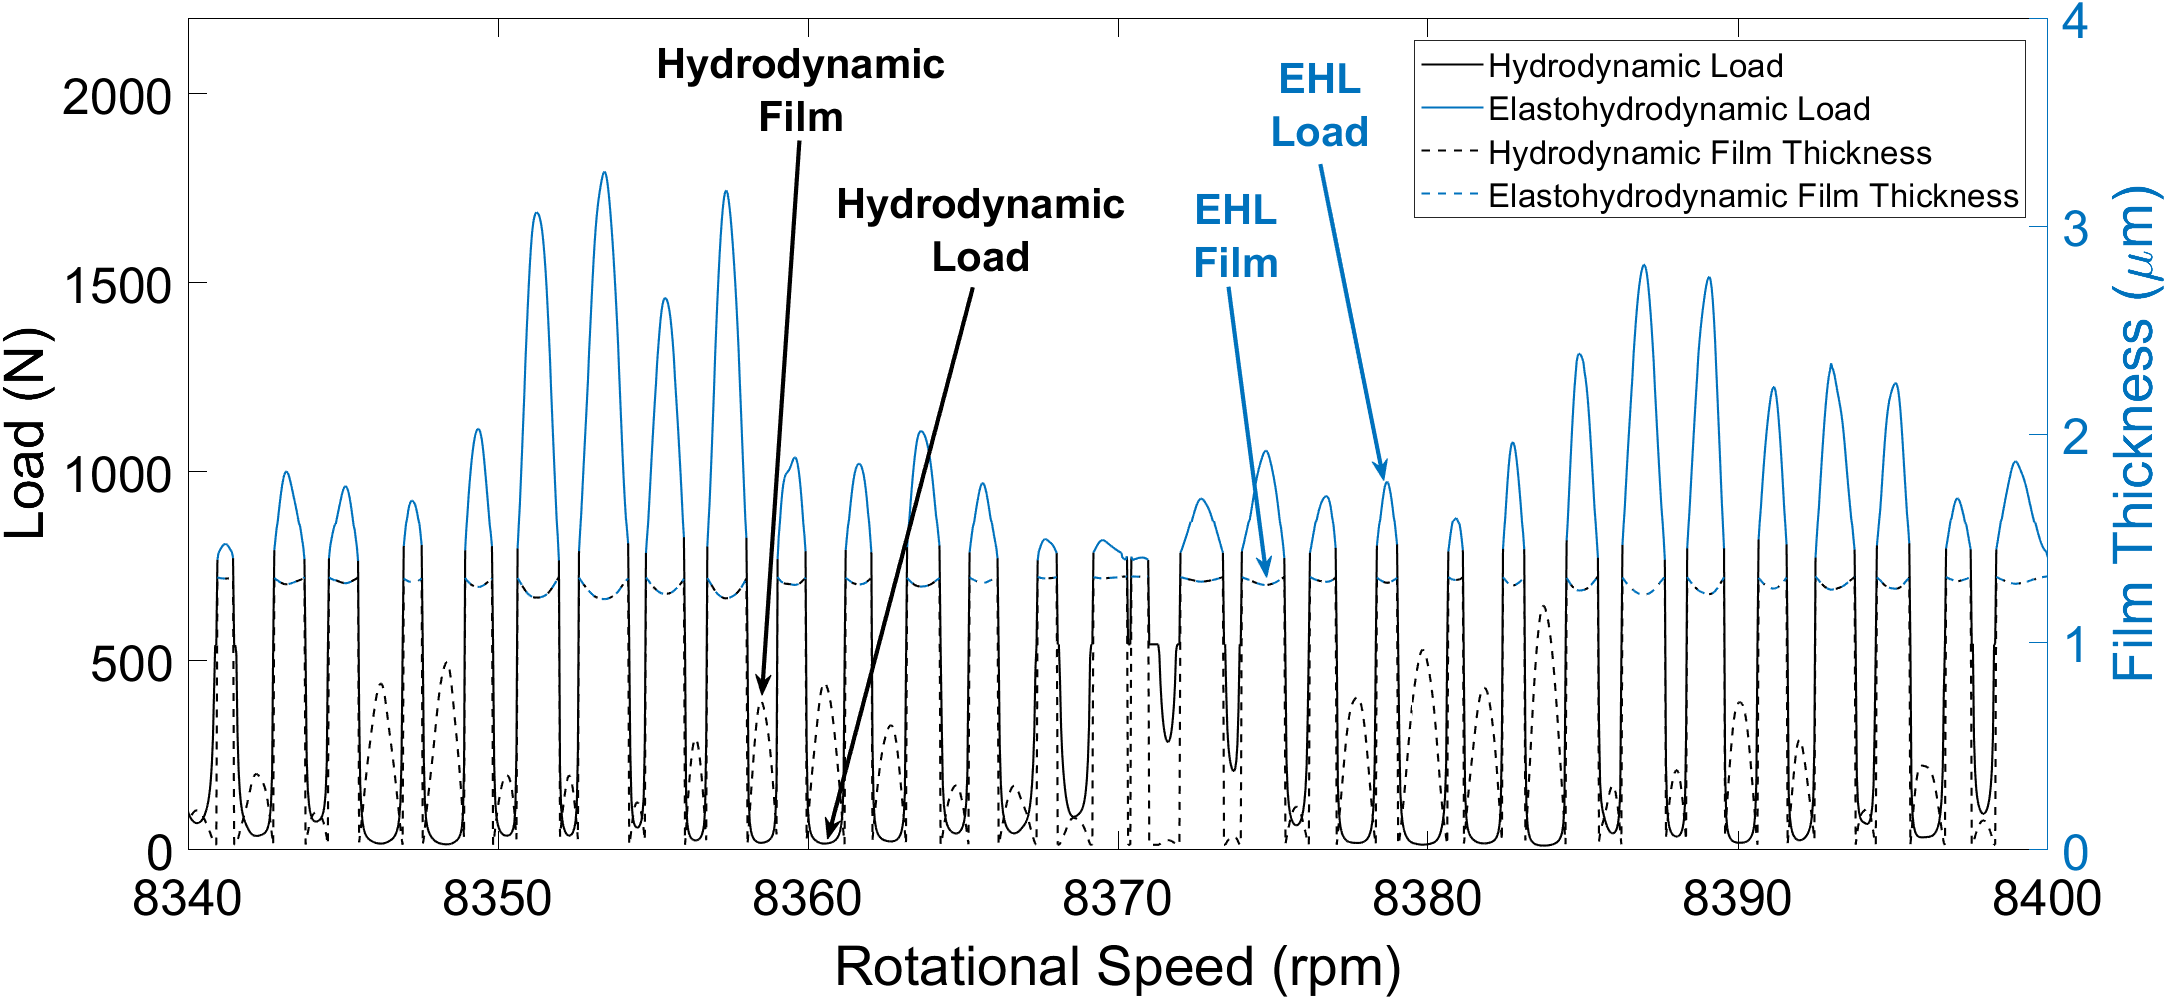 Hydrodynamic
Film
Hydrodynamic
Load
EHL
Film
EHL
Load
Hydrodynamic Load
Elastohydrodynamic Load
Hydrodynamic Film Thickness
Elastohydrodynamic Film Thickness
Load (N)
2000
1500
1000
500
0
8340
8350
8360
8370
8380
8390
8400
Rotational Speed (rpm)
4
3
2
1
0
Film Thickness (μm)